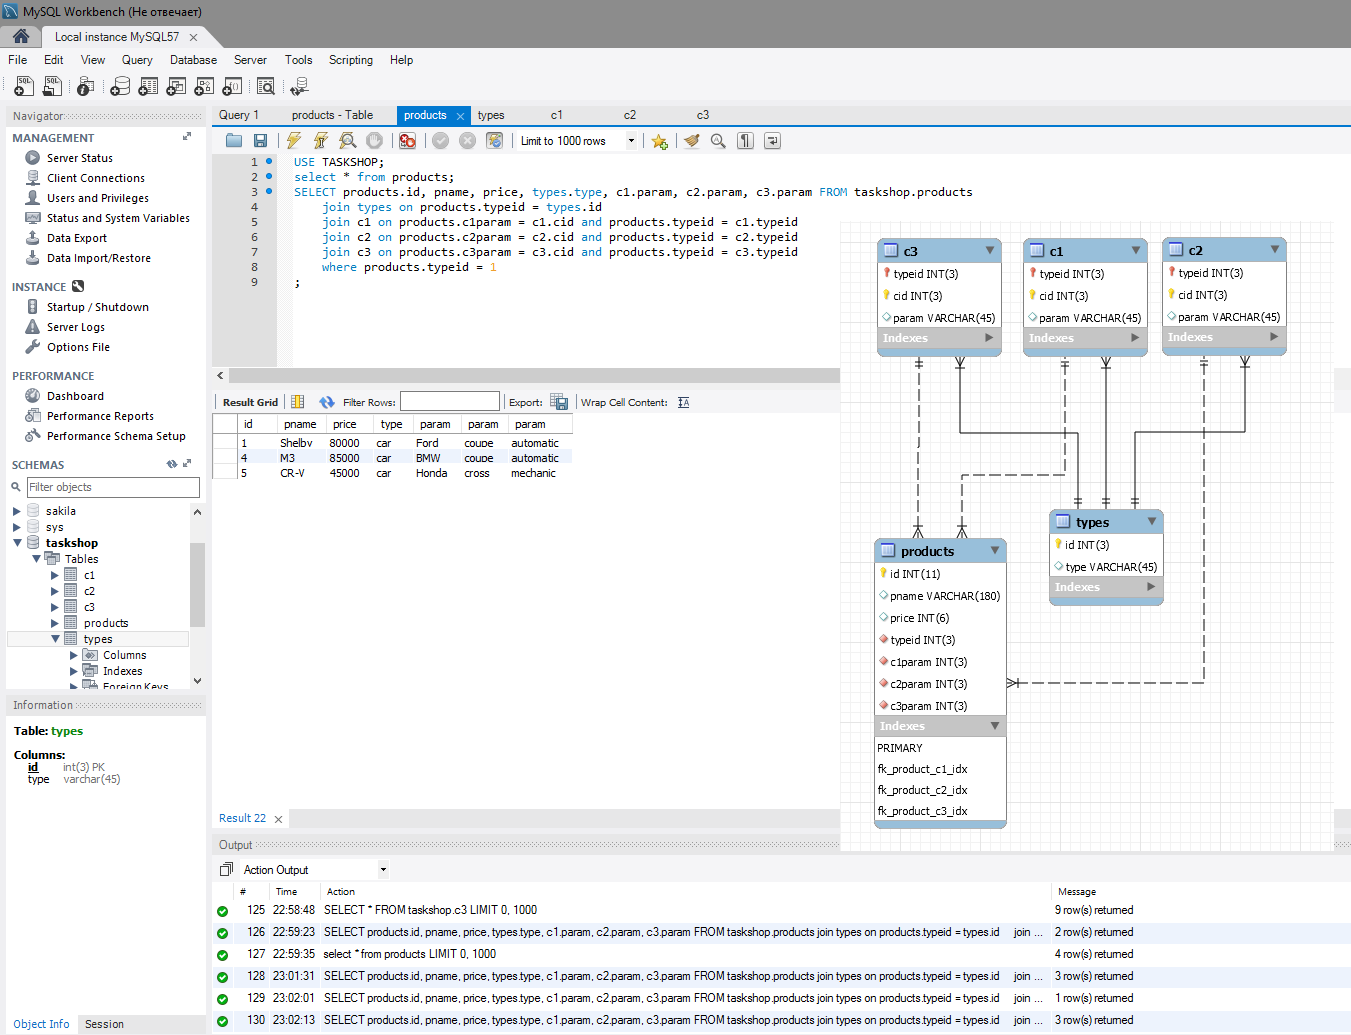 MySQL Workbench (Не отвечает)
Local instance MySQL57
File Edit View Query Database Server Tools Scripting Help
Navigator
MANAGEMENT
Server Status
Client Connections
Users and Privileges
Status and System Variables
Data Export
Data Import/Restore
INSTANCE
Startup / Shutdown
Server Logs
Options File
PERFORMANCE
Dashboard
Performance Reports
Performance Schema Setup
SCHEMAS
Filter objects
sakila
sys
taskshop
Tables
c1
c2
c3
products
types
Columns
Indexes
Foreign Keys
Information
Table: types
Columns:
id int(3) PK
type varchar(45)
Object Info Session
Query 1 products - Table products types c1 c2 c3
Limit to 1000 rows
1 USE TASKSHOP;
2 select * from products;
3 SELECT products.id, pname, price, types.type, c1.param, c2.param, c3.param FROM taskshop.products
4 join types on products.typeid = types.id
5 join c1 on products.c1param = c1.cid and products.typeid = c1.typeid
6 join c2 on products.c2param = c2.cid and products.typeid = c2.typeid
7 join c3 on products.c3param = c3.cid and products.typeid = c3.typeid
8 where products.typeid = 1
9 ;
Result Grid Filter Rows: Export: Wrap Cell Content:
id pname price type param param param
1 Shelby 80000 car Ford coupe automatic
4 M3 85000 car BMW coupe automatic
5 CR-V 45000 car Honda cross mechanic
c3
typeid INT(3)
cid INT(3)
param VARCHAR(45)
Indexes
c1
typeid INT(3)
cid INT(3)
param VARCHAR(45)
Indexes
c2
typeid INT(3)
cid INT(3)
param VARCHAR(45)
Indexes
types
id INT(3)
type VARCHAR(45)
Indexes
products
id INT(11)
pname VARCHAR(180)
price INT(6)
typeid INT(3)
c1param INT(3)
c2param INT(3)
c3param INT(3)
Indexes
PRIMARY
fk_product_c1_idx
fk_product_c2_idx
fk_product_c3_idx
Result 22
Output
Action Output
# Time Action Message
125 22:58:48 SELECT * FROM taskshop.c3 LIMIT 0, 1000 9 row(s) returned
126 22:59:23 SELECT products.id, pname, price, types.type, c1.param, c2.param, c3.param FROM taskshop.products join types on products.typeid = types.id join ... 2 row(s) returned
127 22:59:35 select * from products LIMIT 0, 1000 4 row(s) returned
128 23:01:31 SELECT products.id, pname, price, types.type, c1.param, c2.param, c3.param FROM taskshop.products join types on products.typeid = types.id join ... 3 row(s) returned
129 23:02:01 SELECT products.id, pname, price, types.type, c1.param, c2.param, c3.param FROM taskshop.products join types on products.typeid = types.id join ... 1 row(s) returned
130 23:02:13 SELECT products.id, pname, price, types.type, c1.param, c2.param, c3.param FROM taskshop.products join types on products.typeid = types.id join ... 3 row(s) returned